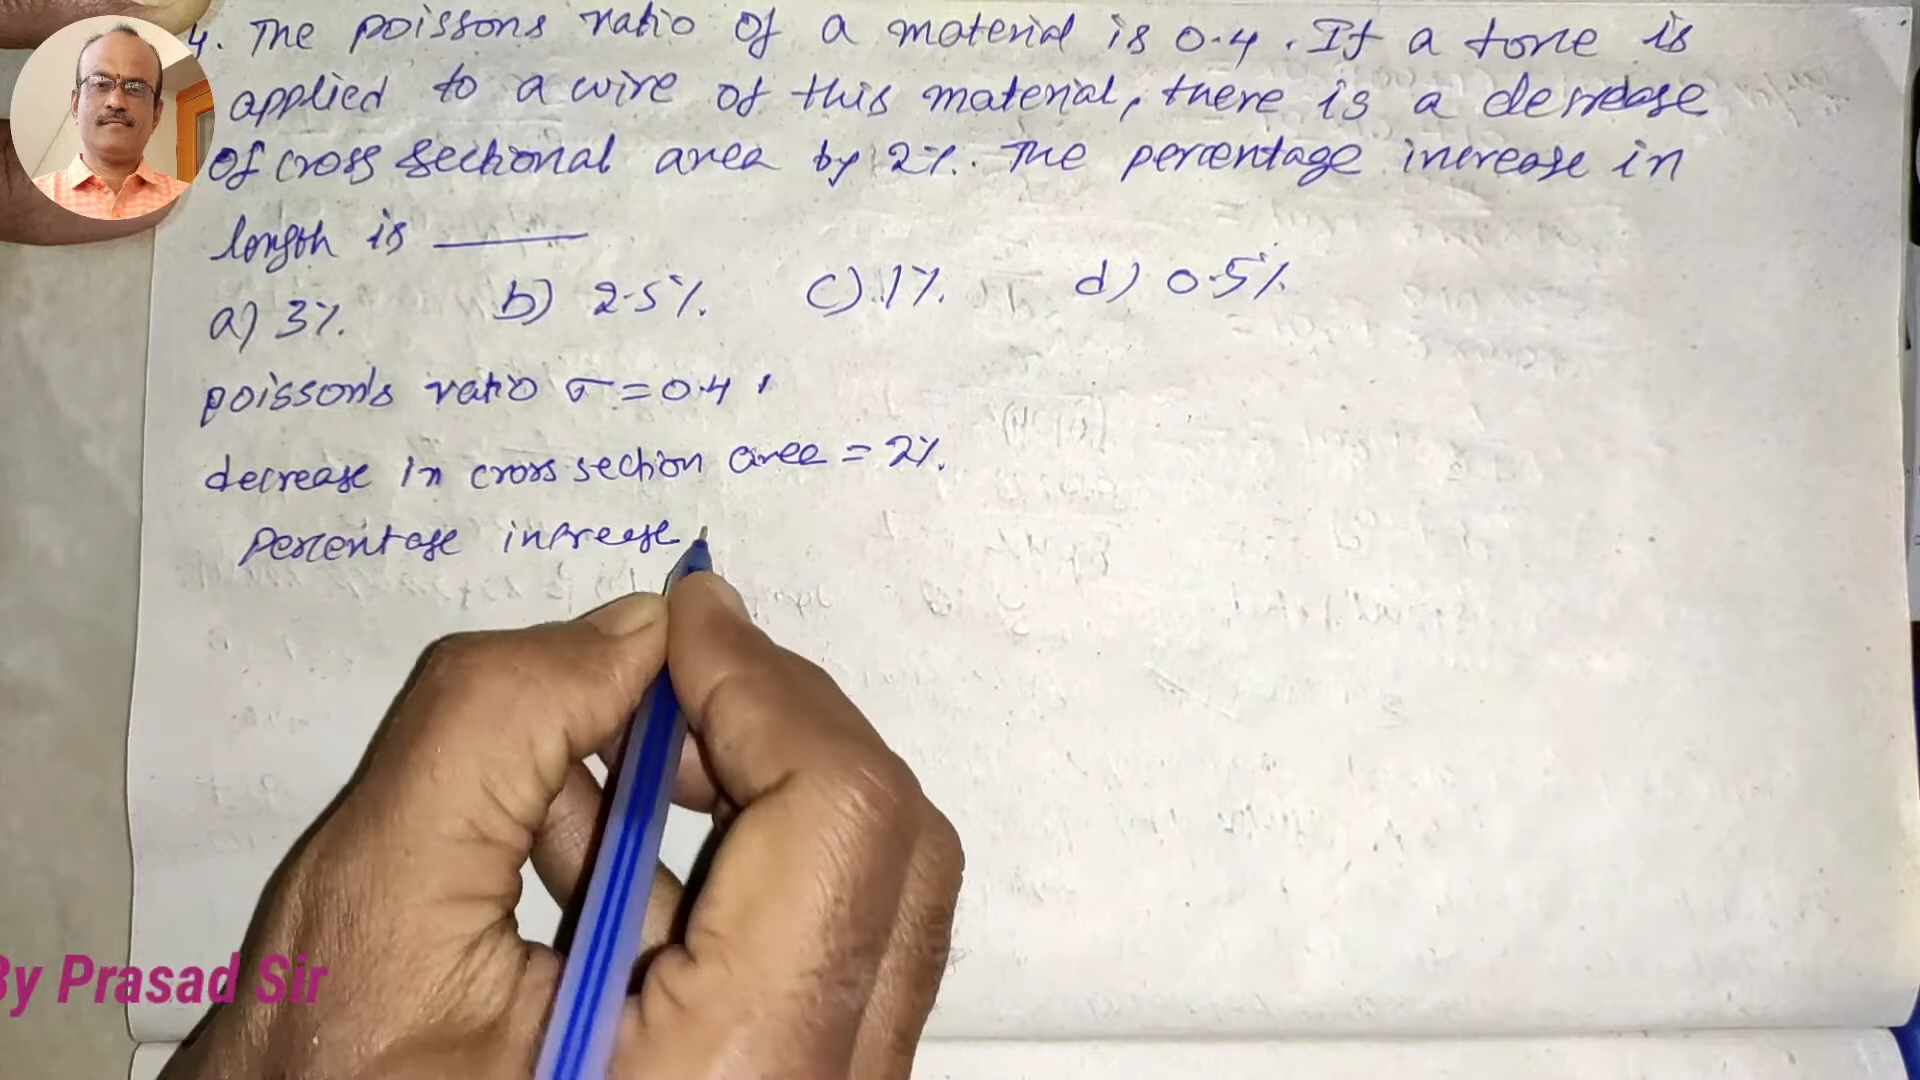 4. The poissons ratio of a material is 0.4. If a force is
applied to a wire of this material, there is a decrease
of cross sectional area by 2%. The percentage increase in
length is ______
a) 3%. b) 2.5%. c) 1%. d) 0.5%.
poisson's ratio σ = 0.4,
decrease in cross section area = 2%.
Percentage increase
By Prasad Sir